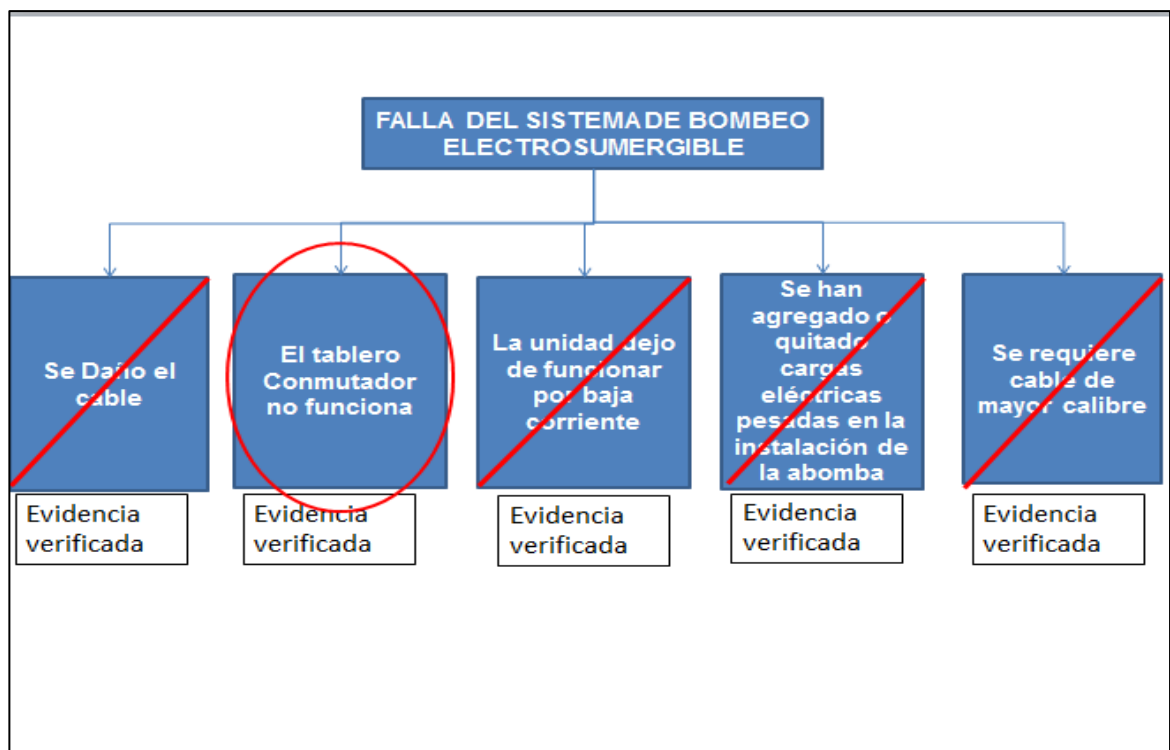 FALLA DEL SISTEMA DE BOMBEO
ELECTROSUMERGIBLE
Se Daño el
cable
El tablero
Conmutador
no funciona
La unidad dejo
de funcionar
por baja
corriente
Se han
agregado o
quitado
cargas
eléctricas
pesadas en la
instalación de
la abomba
Se requiere
cable de
mayor calibre
Evidencia
verificada
Evidencia
verificada
Evidencia
verificada
Evidencia
verificada
Evidencia
verificada